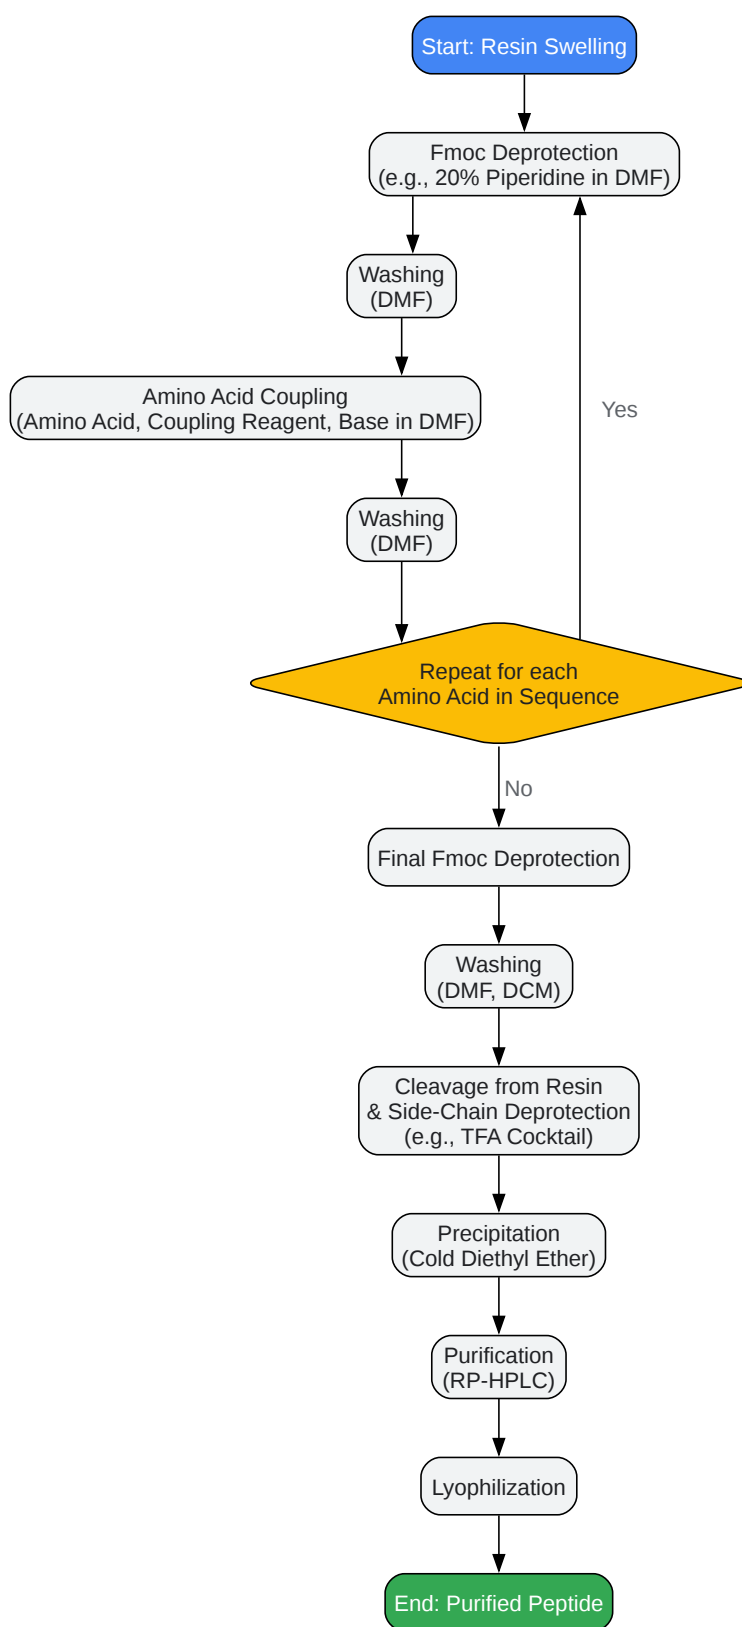 Start: Resin Swelling
Fmoc Deprotection
(e.g., 20% Piperidine in DMF)
Washing
(DMF)
Amino Acid Coupling
(Amino Acid, Coupling Reagent, Base in DMF)
Yes
Washing
(DMF)
Repeat for each
Amino Acid in Sequence
No
Final Fmoc Deprotection
Washing
(DMF, DCM)
Cleavage from Resin
& Side-Chain Deprotection
(e.g., TFA Cocktail)
Precipitation
(Cold Diethyl Ether)
Purification
(RP-HPLC)
Lyophilization
End: Purified Peptide